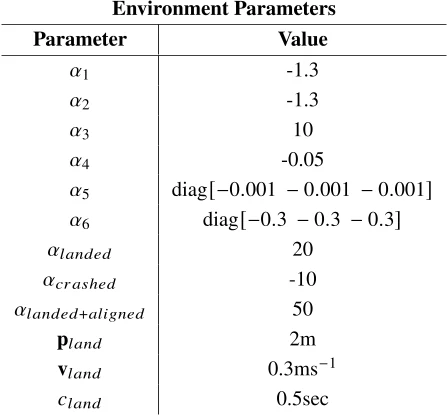 Environment Parameters
Parameter Value
α1 -1.3
α2 -1.3
α3 10
α4 -0.05
α5 diag[−0.001 −0.001 −0.001]
α6 diag[−0.3 −0.3 −0.3]
αlanded 20
αcrashed -10
αlanded+aligned 50
pland 2m
vland 0.3ms−1
cland 0.5sec